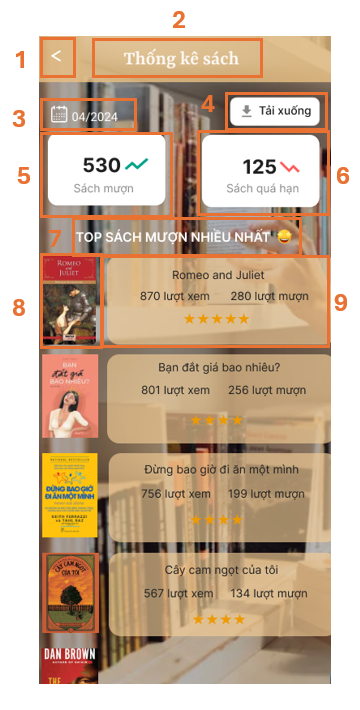 2
1
<
Thống kê sách
3
04/2024
4
Tải xuống
5
530
Sách mượn
125
Sách quá hạn
6
7
TOP SÁCH MƯỢN NHIỀU NHẤT
8
ROMEO
AND
JULIET
Romeo and Juliet
870 lượt xem 280 lượt mượn
9
BẠN
đắt giá
BAO NHIÊU?
Bạn đắt giá bao nhiêu?
801 lượt xem 256 lượt mượn
ĐỪNG BAO GIỜ
ĐI ĂN MỘT MÌNH
KEITH FERRAZZI
Đừng bao giờ đi ăn một mình
756 lượt xem 199 lượt mượn
CÂY CAM NGỌT
CỦA TÔI
Cây cam ngọt của tôi
567 lượt xem 134 lượt mượn
DAN BROWN
THE